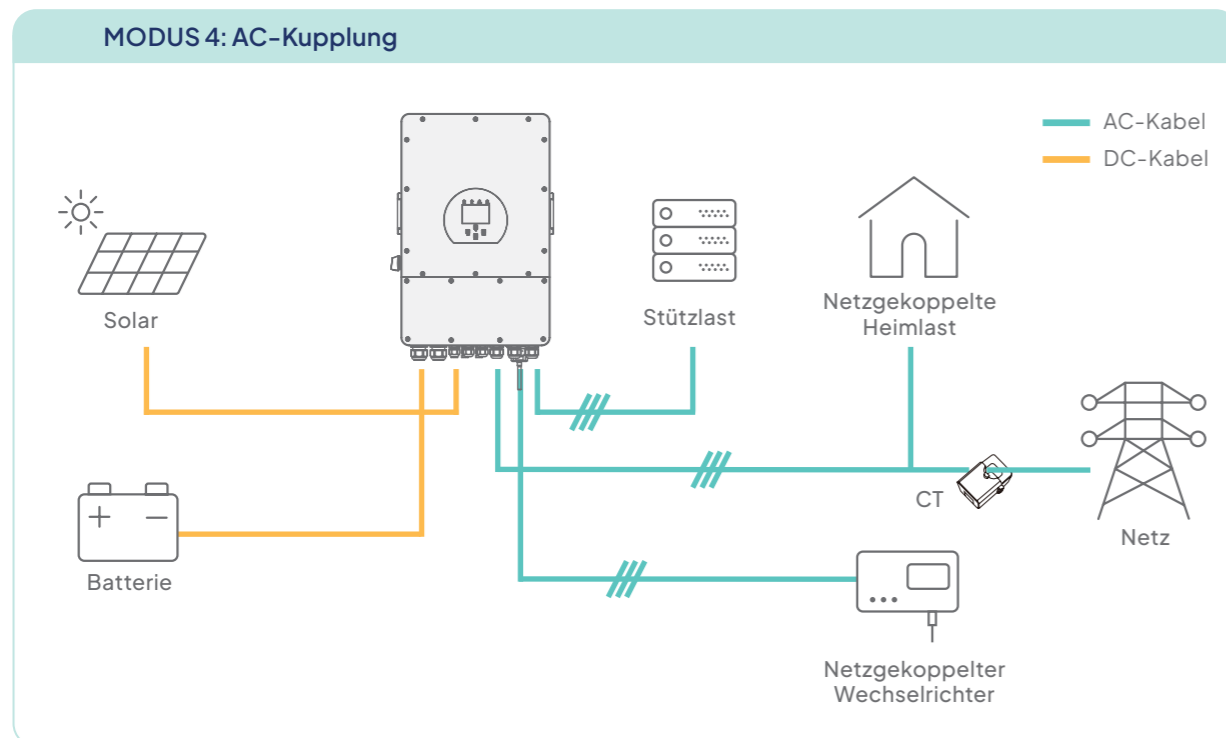 MODUS 4: AC-Kupplung
AC-Kabel
DC-Kabel
Solar
Stützlast
Netzgekoppelte
Heimlast
CT
Netz
Batterie
Netzgekoppelter
Wechselrichter